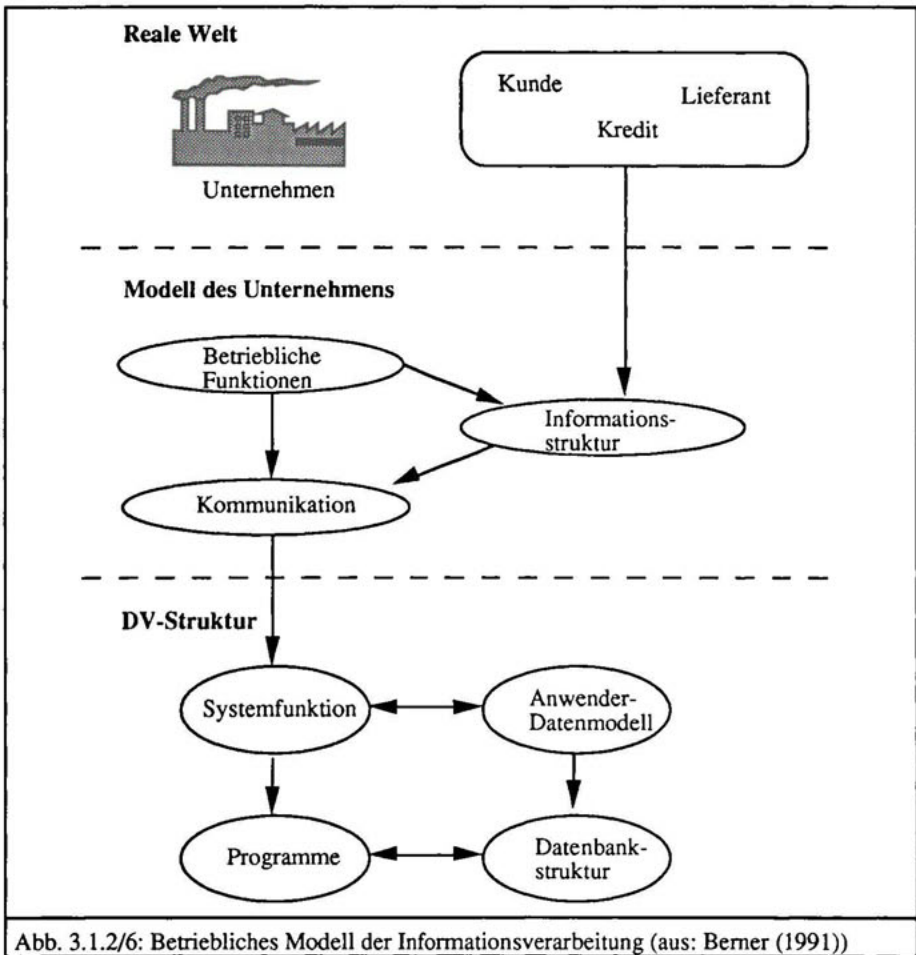 Reale Welt
Kunde
Lieferant
Kredit
Unternehmen
Modell des Unternehmens
Betriebliche
Funktionen
Informations-
struktur
Kommunikation
DV-Struktur
Systemfunktion
Anwender-
Datenmodell
Programme
Datenbank-
struktur
Abb. 3.1.2/6: Betriebliches Modell der Informationsverarbeitung (aus: Berner (1991))